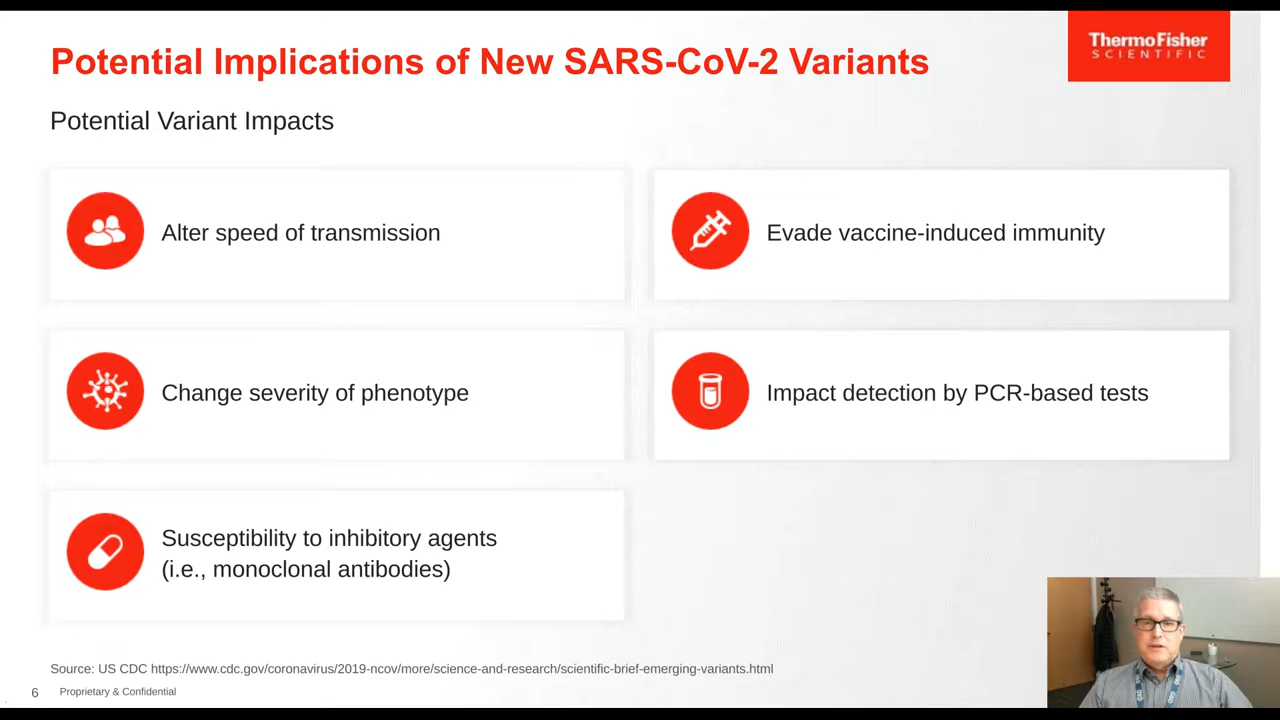 Potential Implications of New SARS-CoV-2 Variants
ThermoFisher
SCIENTIFIC
Potential Variant Impacts
Alter speed of transmission
Evade vaccine-induced immunity
Change severity of phenotype
Impact detection by PCR-based tests
Susceptibility to inhibitory agents
(i.e., monoclonal antibodies)
Source: US CDC https://www.cdc.gov/coronavirus/2019-ncov/more/science-and-research/scientific-brief-emerging-variants.html
6 Proprietary & Confidential